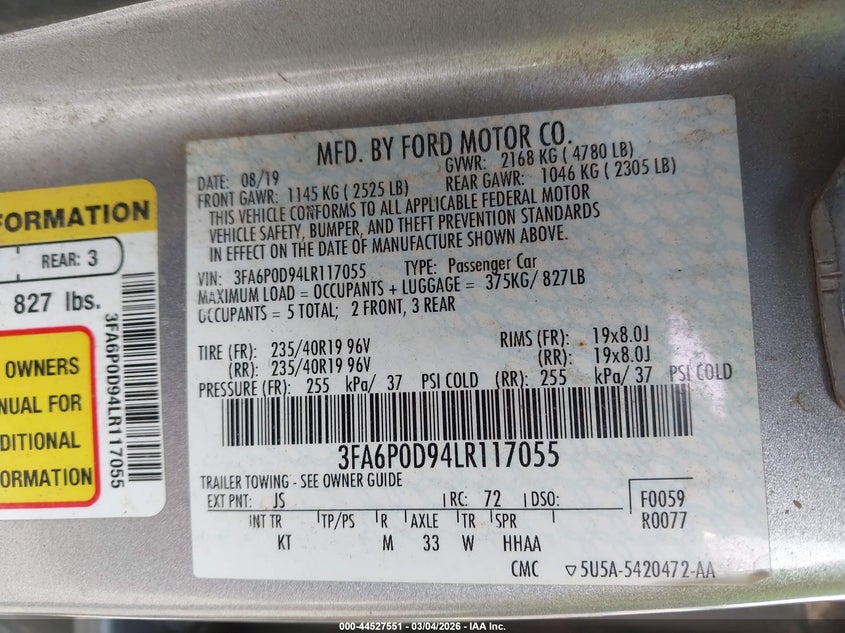 MFD. BY FORD MOTOR CO.
DATE: 08/19 GVWR: 2168 KG ( 4780 LB)
FRONT GAWR: 1145 KG ( 2525 LB) REAR GAWR: 1046 KG ( 2305 LB)
THIS VEHICLE CONFORMS TO ALL APPLICABLE FEDERAL MOTOR
VEHICLE SAFETY, BUMPER, AND THEFT PREVENTION STANDARDS
IN EFFECT ON THE DATE OF MANUFACTURE SHOWN ABOVE.
VIN: 3FA6P0D94LR117055 TYPE: Passenger Car
MAXIMUM LOAD = OCCUPANTS + LUGGAGE = 375KG/ 827LB
OCCUPANTS = 5 TOTAL; 2 FRONT, 3 REAR
TIRE (FR): 235/40R19 96V RIMS (FR): 19x8.0J
(RR): 235/40R19 96V (RR): 19x8.0J
PRESSURE (FR): 255 kPa/ 37 PSI COLD (RR): 255 kPa/ 37 PSI COLD
3FA6P0D94LR117055
TRAILER TOWING - SEE OWNER GUIDE
EXT PNT: JS RC: 72 DSO: F0059
R0077
INT TR TP/PS R AXLE TR SPR
KT M 33 W HHAA
CMC ▽5U5A-5420472-AA
FORMATION
REAR: 3
827 lbs.
3FA6P0D94LR117055
OWNERS
NUAL FOR
DITIONAL
FORMATION
000-44527551 - 03/04/2026 - IAA Inc.